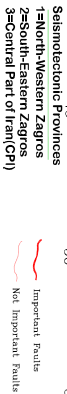 Seismotectonic Provinces
1=North-Western Zagros
2=South-Eastern Zagros
3=Central Part of Iran(CPI)
Important Faults
Not Important Faults